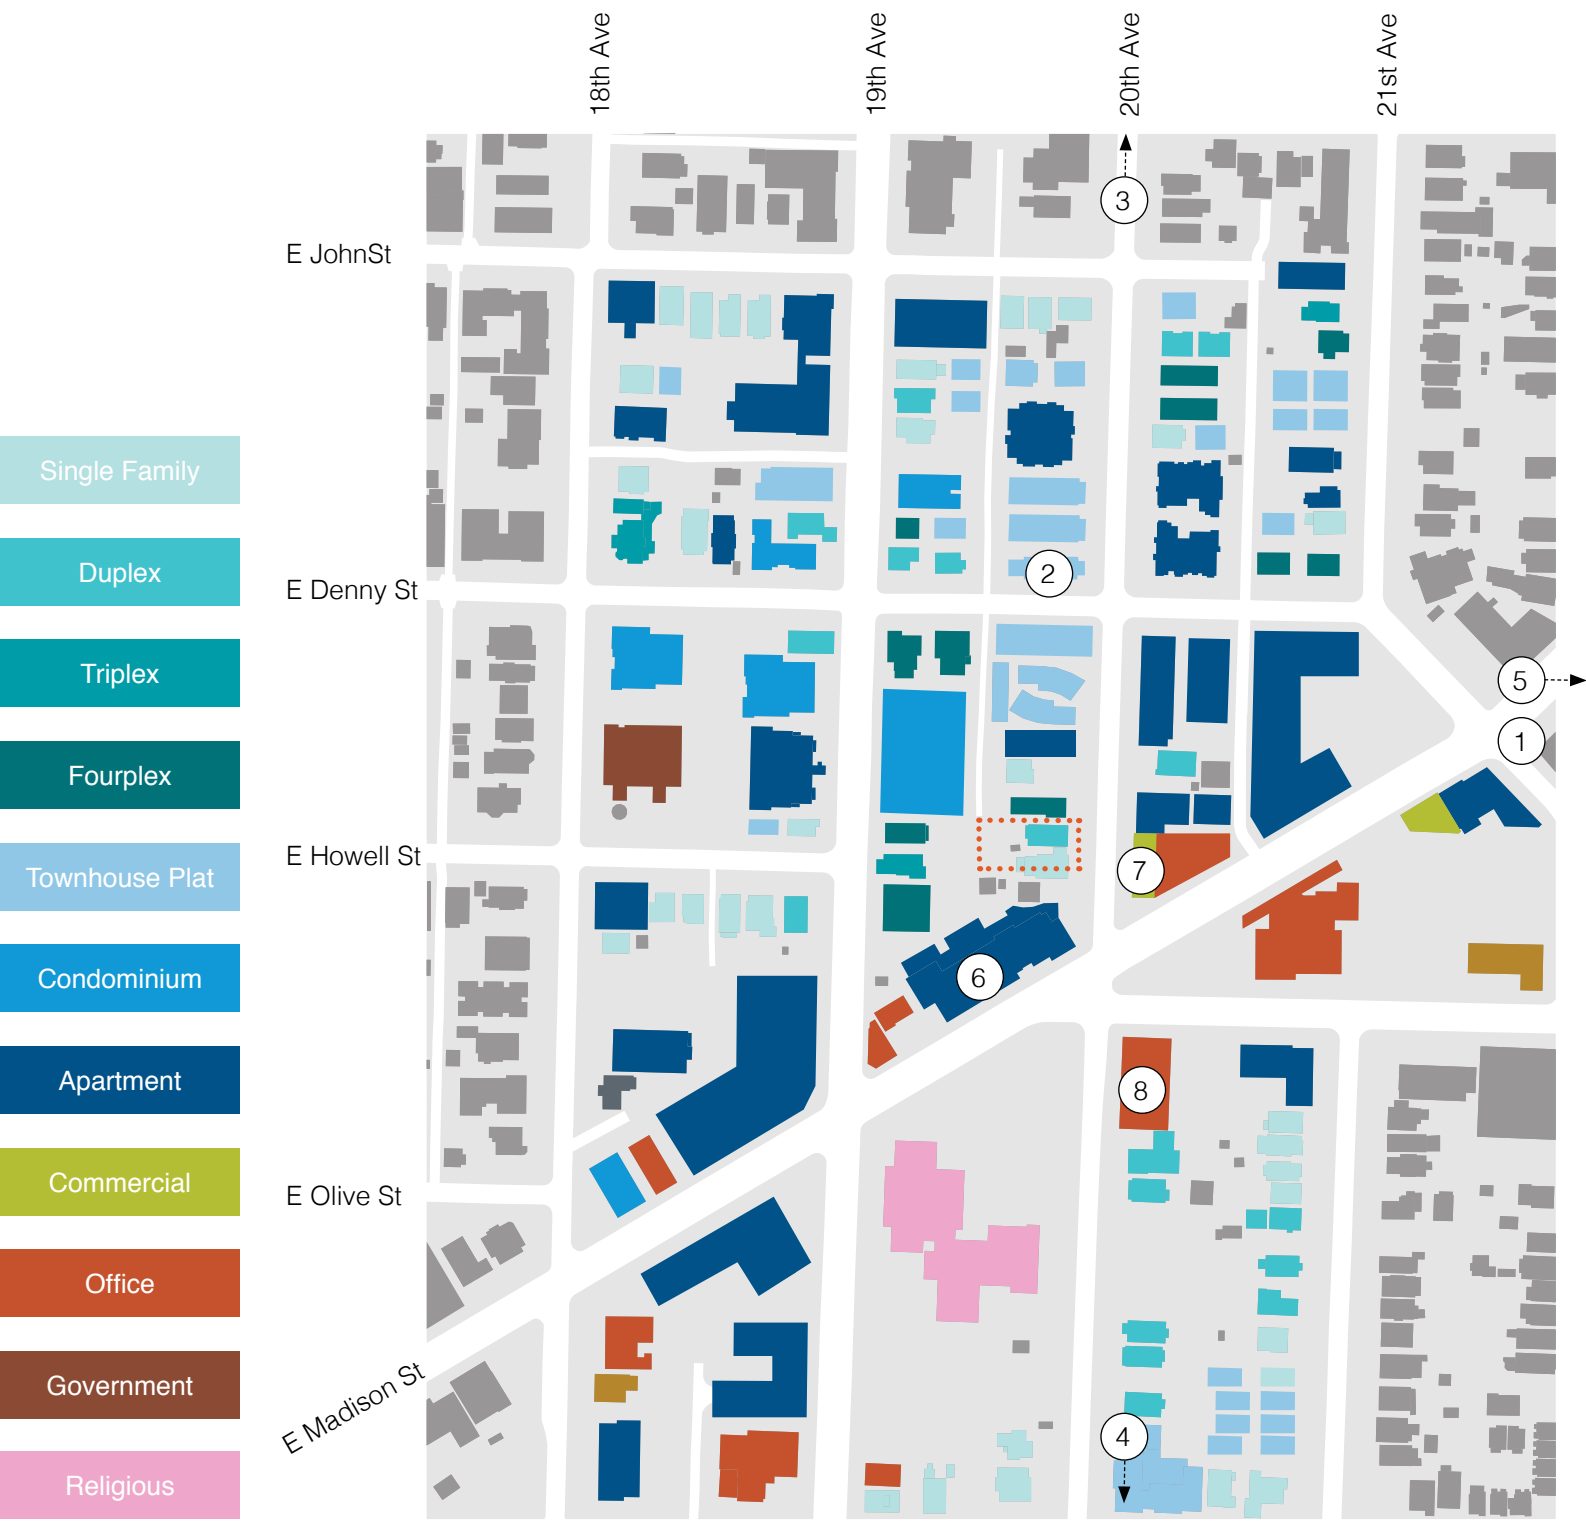 18th Ave
19th Ave
20th Ave
21st Ave
3
E JohnSt
Single Family
Duplex
E Denny St
2
Triplex
5
1
Fourplex
E Howell St
7
Townhouse Plat
Condominium
6
Apartment
8
Commercial
E Olive St
Office
Government
E Madison St
4
Religious